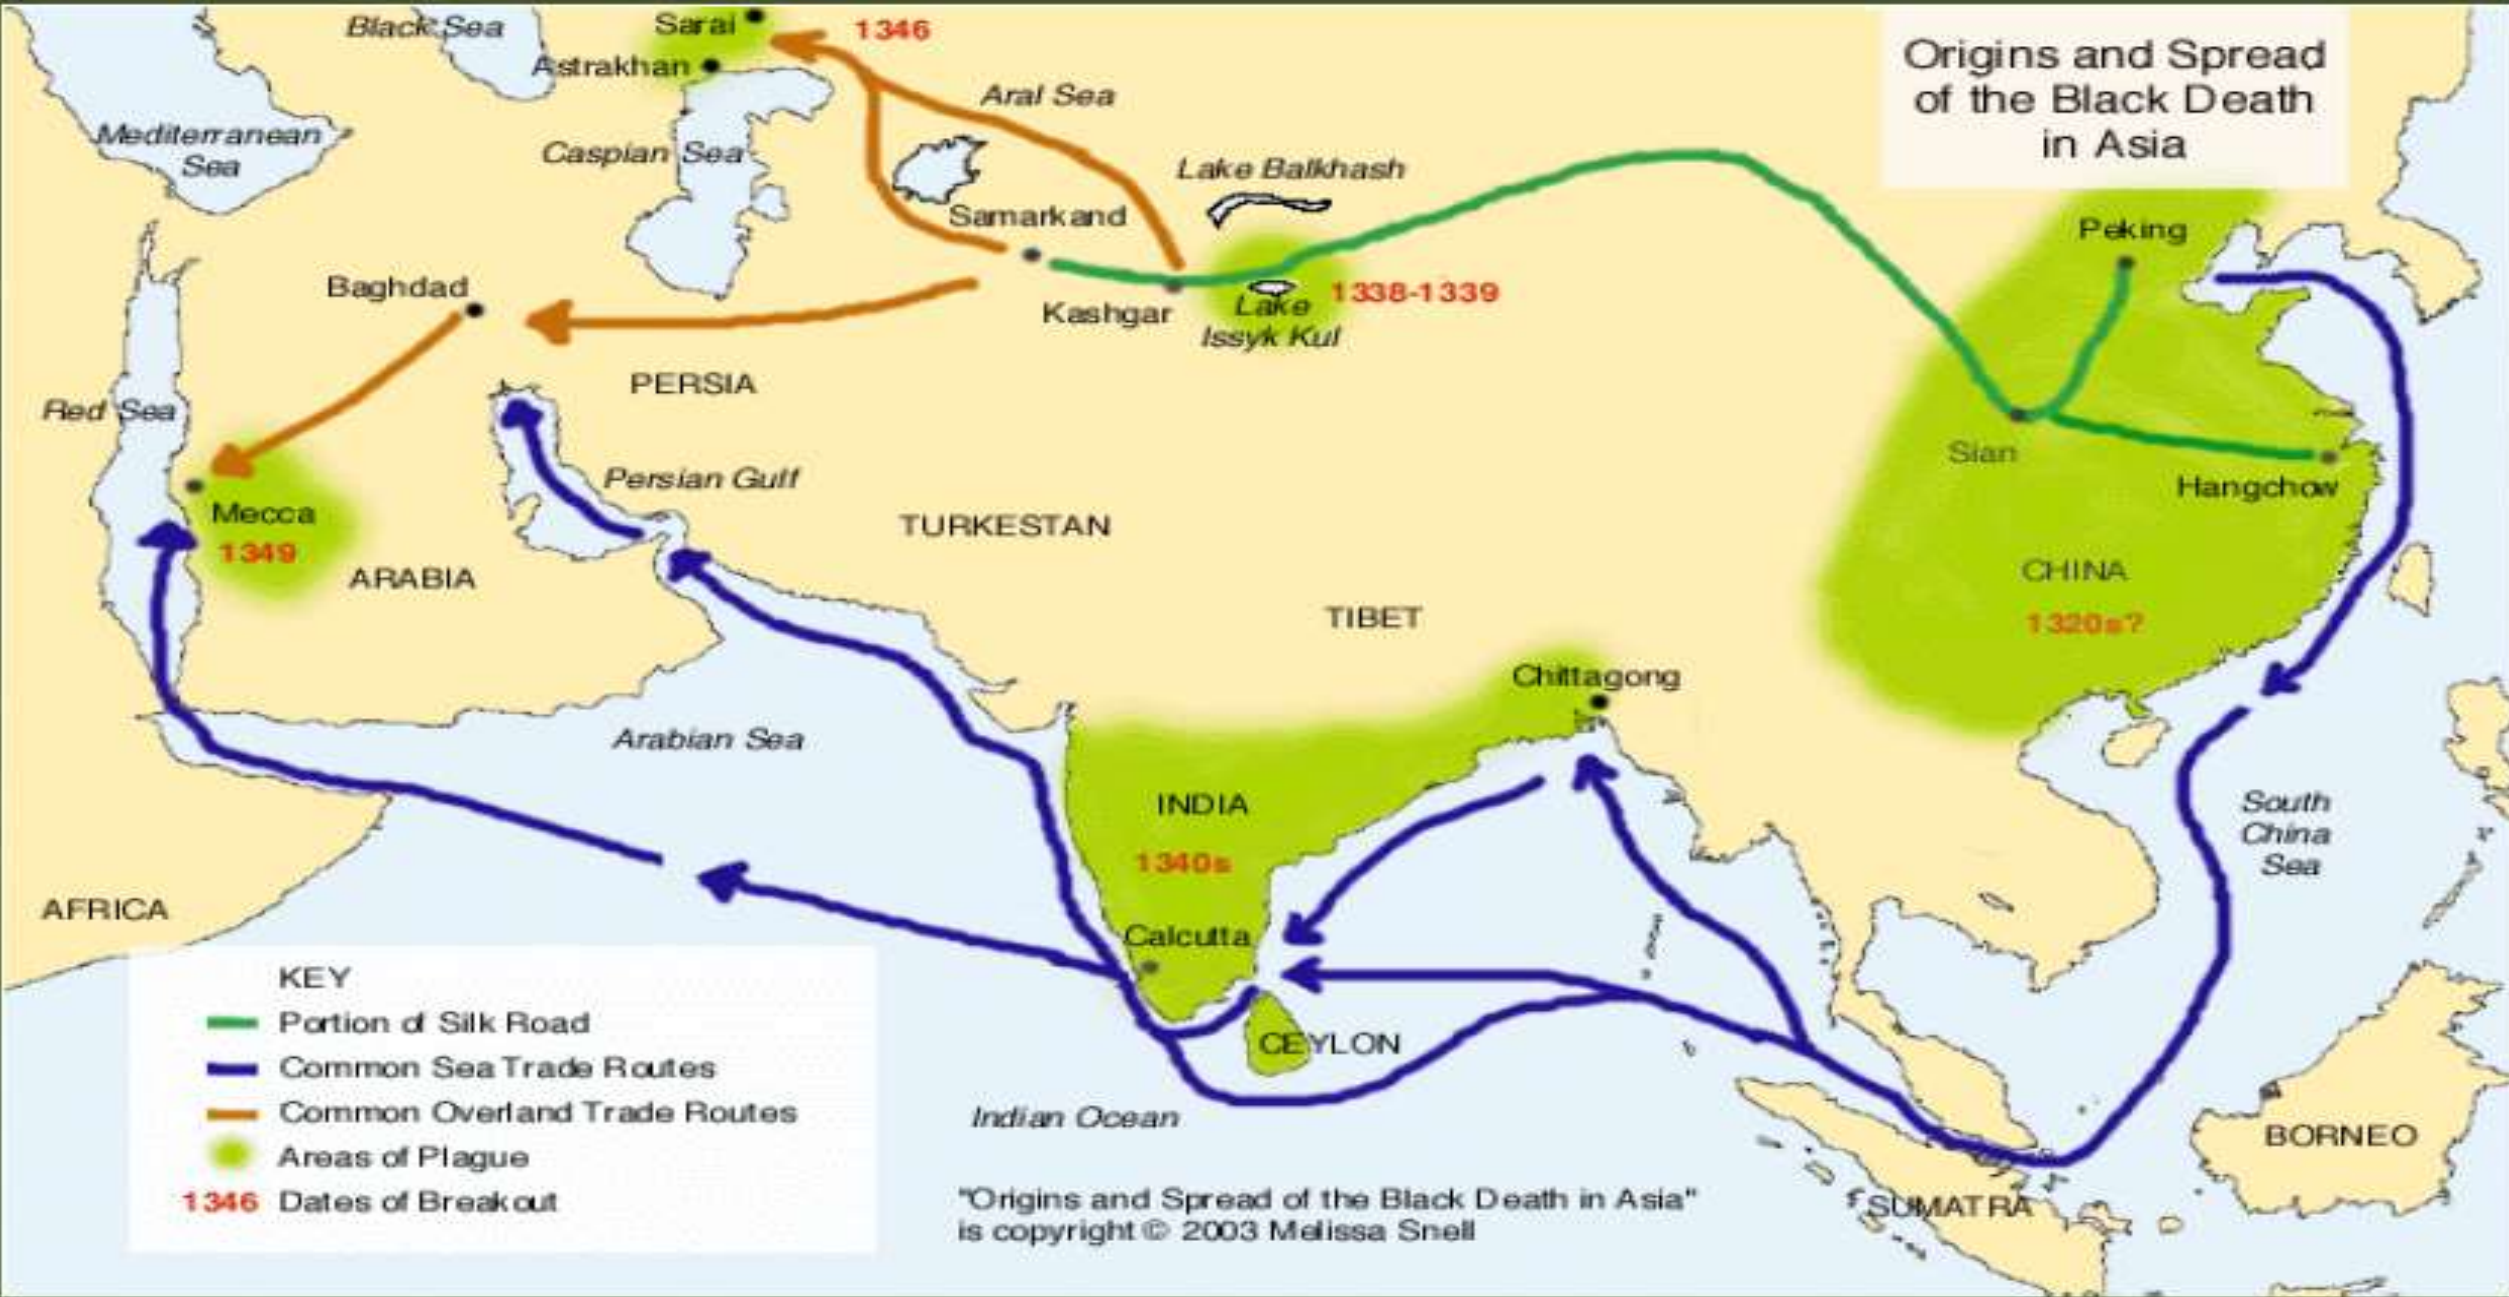 Origins and Spread
of the Black Death
in Asia
Black Sea
Sarai
1346
Astrakhan
Aral Sea
Mediterranean
Sea
Caspian Sea
Lake Balkhash
Samarkand
Peking
Baghdad
Kashgar
Lake
Issyk Kul
1338-1339
PERSIA
Red Sea
Sian
Persian Gulf
Hangchow
Mecca
1349
TURKESTAN
ARABIA
CHINA
1320s?
TIBET
Chittagong
Arabian Sea
INDIA
1340s
South
China
Sea
AFRICA
Calcutta
CEYLON
Indian Ocean
BORNEO
SUMATRA
KEY
Portion of Silk Road
Common Sea Trade Routes
Common Overland Trade Routes
Areas of Plague
1346 Dates of Breakout
"Origins and Spread of the Black Death in Asia"
is copyright © 2003 Melissa Snell